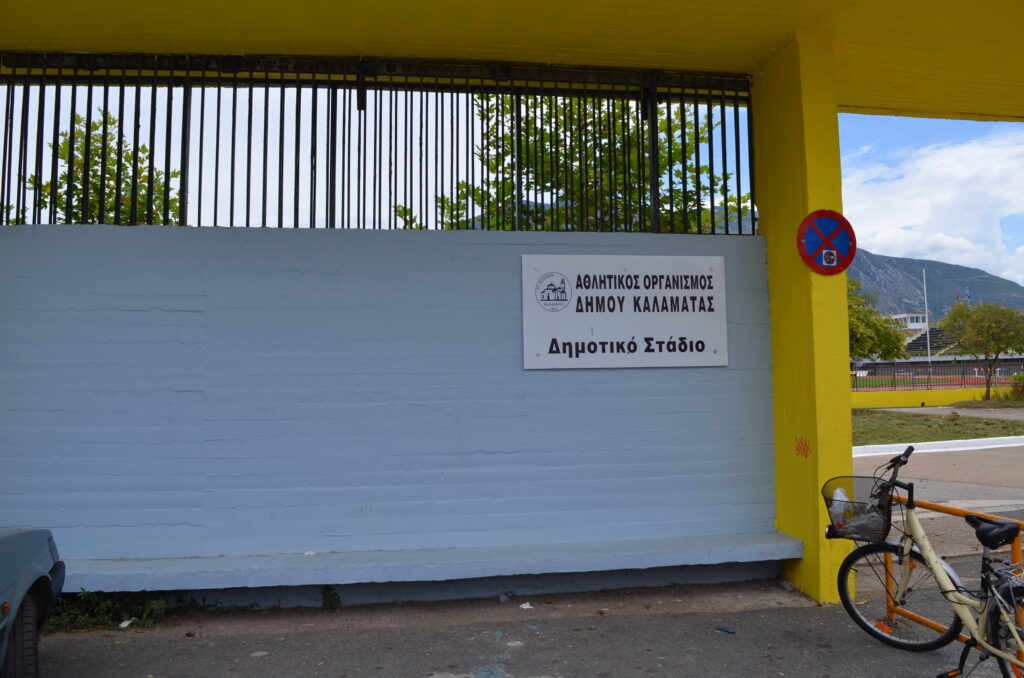 ΑΘΛΗΤΙΚΟΣ ΟΡΓΑΝΙΣΜΟΣ
ΔΗΜΟΥ ΚΑΛΑΜΑΤΑΣ
Δημοτικό Στάδιο